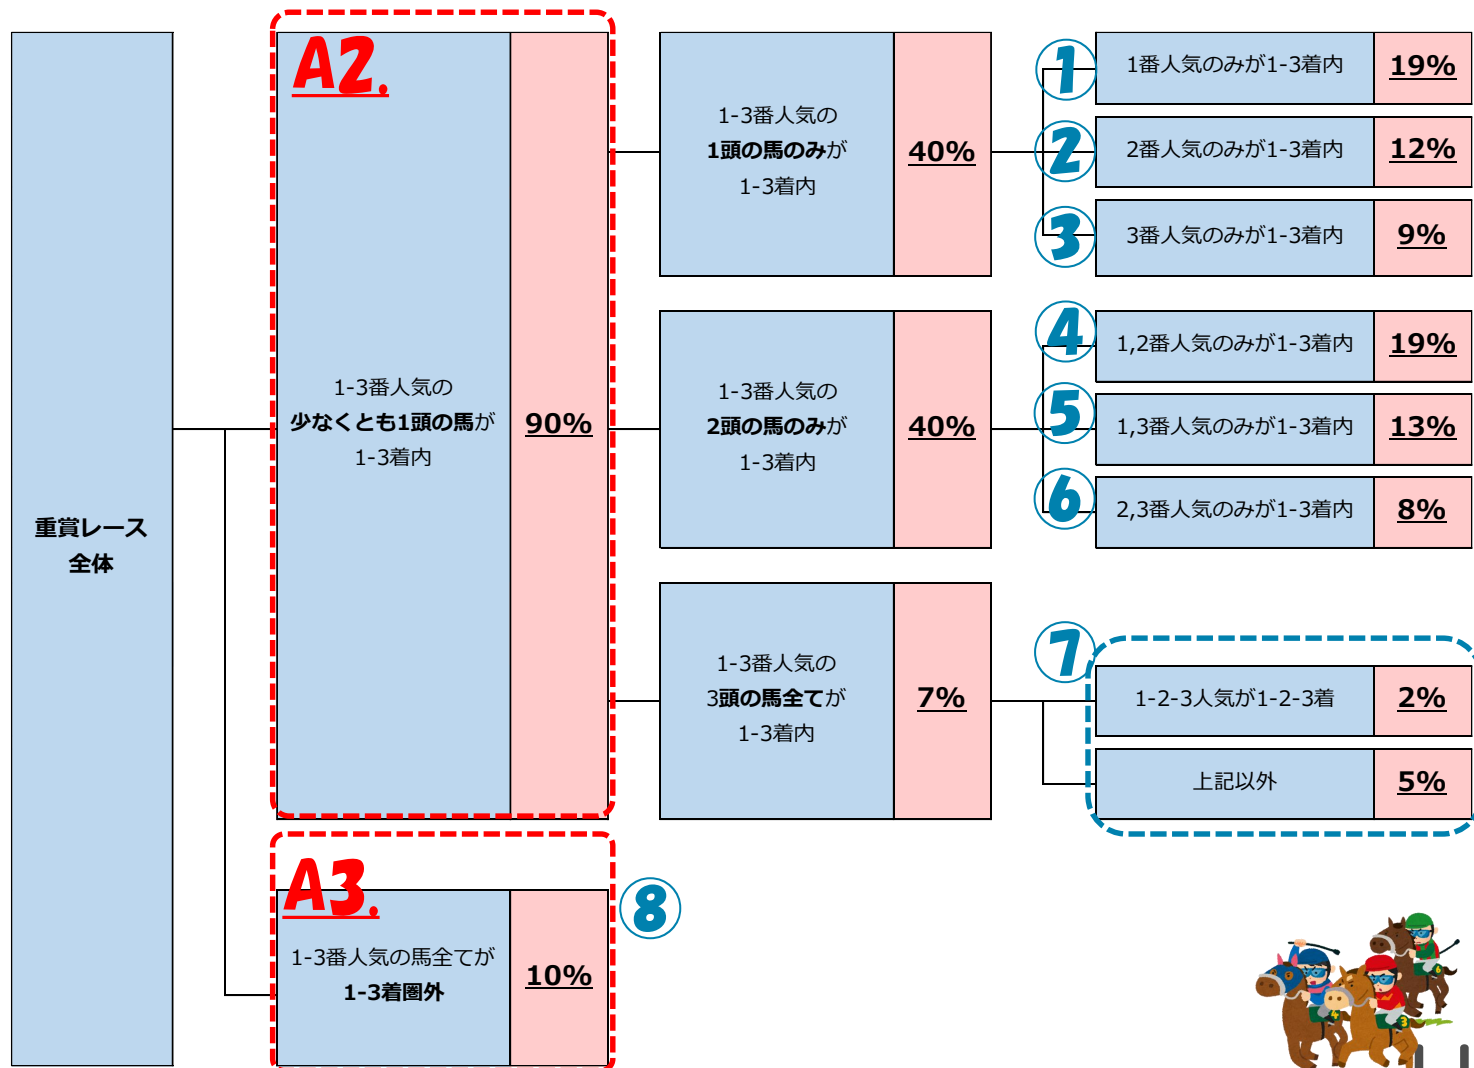 重賞レース
全体
A2.
1-3番人気の
少なくとも1頭の馬が
1-3着内
90%
1-3番人気の
1頭の馬のみが
1-3着内
40%
①
1番人気のみが1-3着内
19%
②
2番人気のみが1-3着内
12%
③
3番人気のみが1-3着内
9%
1-3番人気の
2頭の馬のみが
1-3着内
40%
④
1,2番人気のみが1-3着内
19%
⑤
1,3番人気のみが1-3着内
13%
⑥
2,3番人気のみが1-3着内
8%
1-3番人気の
3頭の馬全てが
1-3着内
7%
⑦
1-2-3人気が1-2-3着
2%
上記以外
5%
A3.
1-3番人気の馬全てが
1-3着圏外
10%
⑧
4
3
6